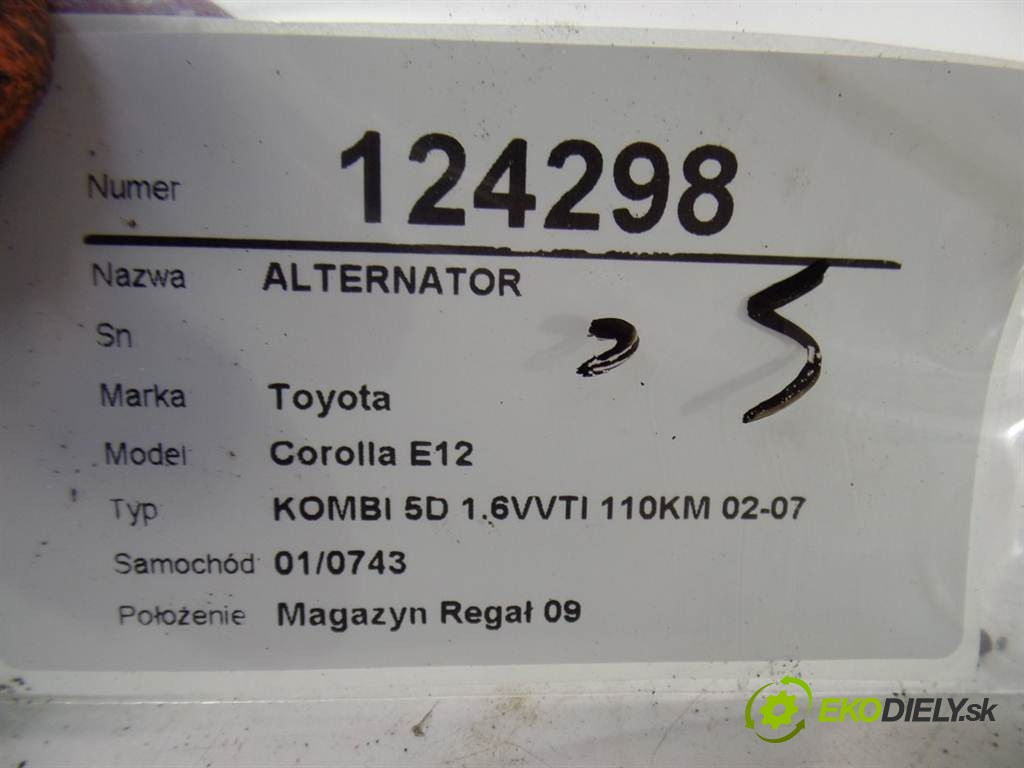 Numer 124298
Nazwa ALTERNATOR
Sn
Marka Toyota
Model Corolla E12
Typ KOMBI 5D 1.6VVTI 110KM 02-07
Samochód 01/0743
Położenie Magazyn Regał 09
EKODIELY.sk